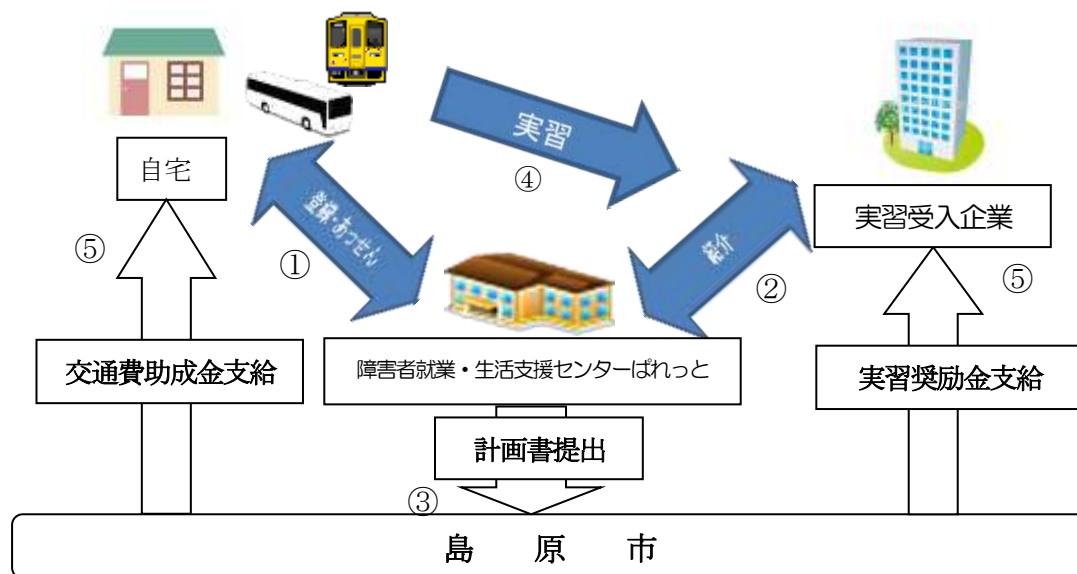 実習
④
自宅
登録・あっせん
①
紹介
②
実習受入企業
⑤
⑤
交通費助成金支給
障害者就業・生活支援センターぱれっと
実習奨励金支給
計画書提出
③
島原市